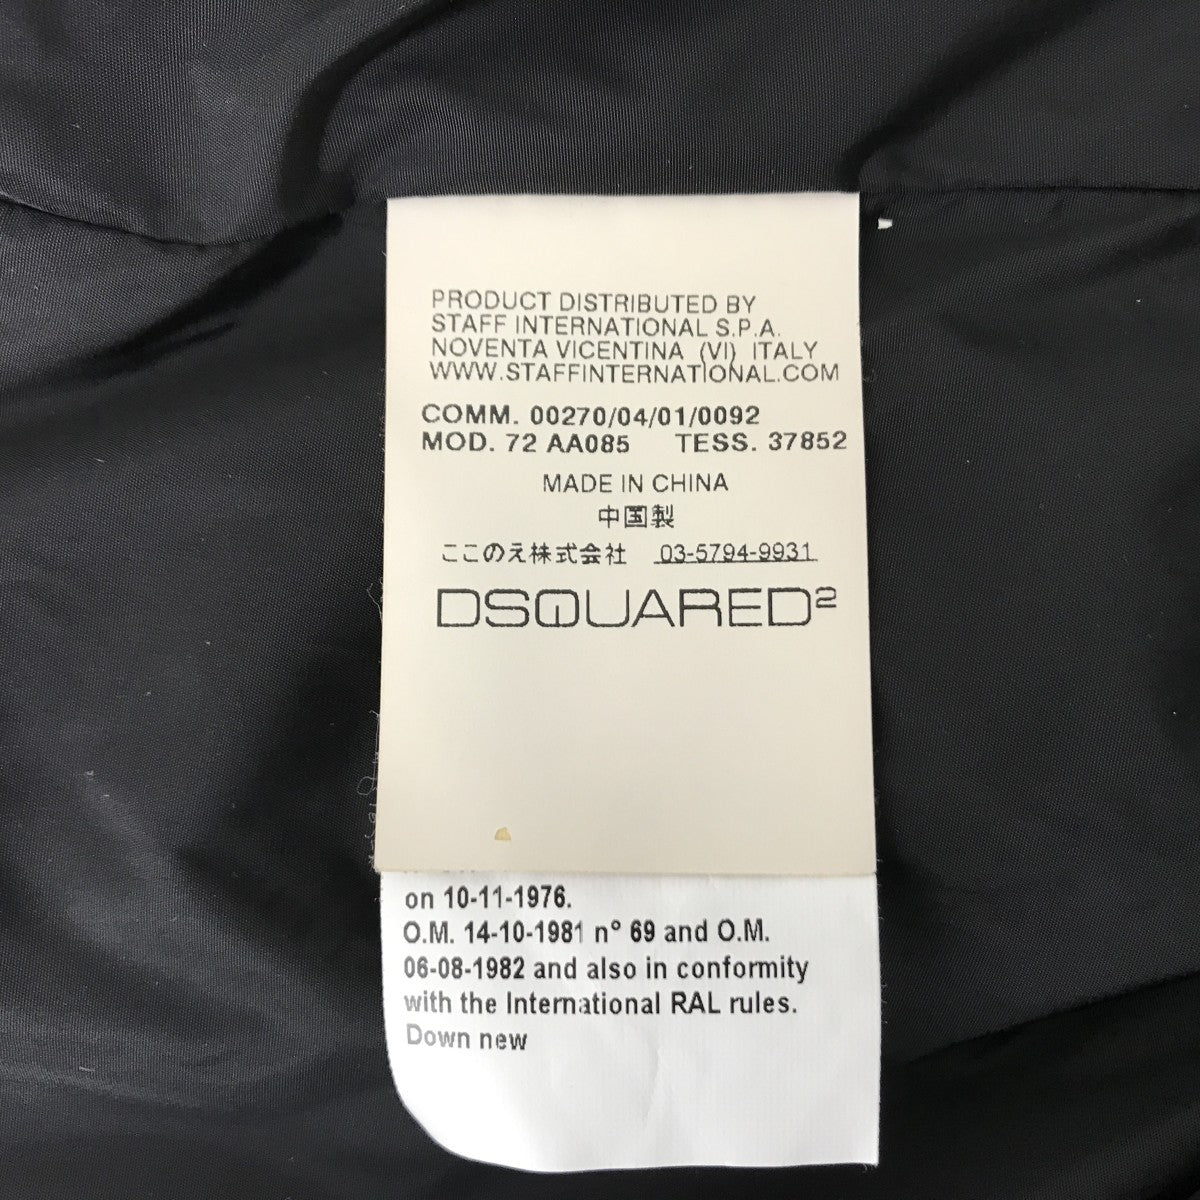 PRODUCT DISTRIBUTED BY
STAFF INTERNATIONAL S.P.A.
NOVENTA VICENTINA (VI) ITALY
WWW.STAFFINTERNATIONAL.COM
COMM. 00270/04/01/0092
MOD. 72 AA085 TESS. 37852
MADE IN CHINA
中国製
ここのえ株式会社 03-5794-9931
DSQUARED²
on 10-11-1976.
O.M. 14-10-1981 n° 69 and O.M.
06-08-1982 and also in conformity
with the International RAL rules.
Down new